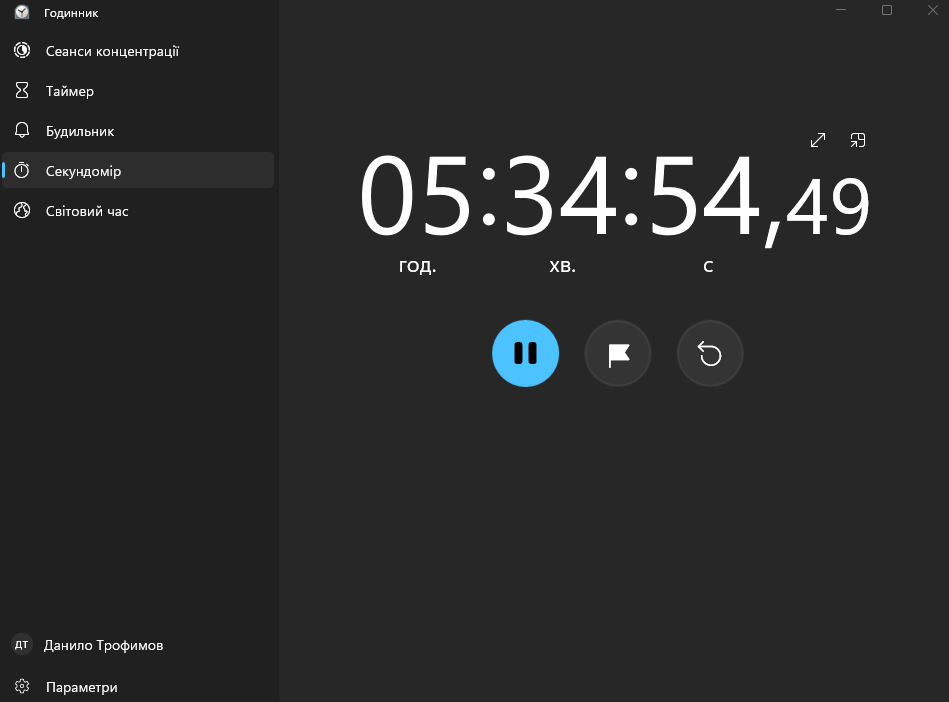 Годинник
Сеанси концентрації
Таймер
Будильник
Секундомір
Світовий час
05:34:54,49
год. хв. с
ДТ Данило Трофимов
Параметри